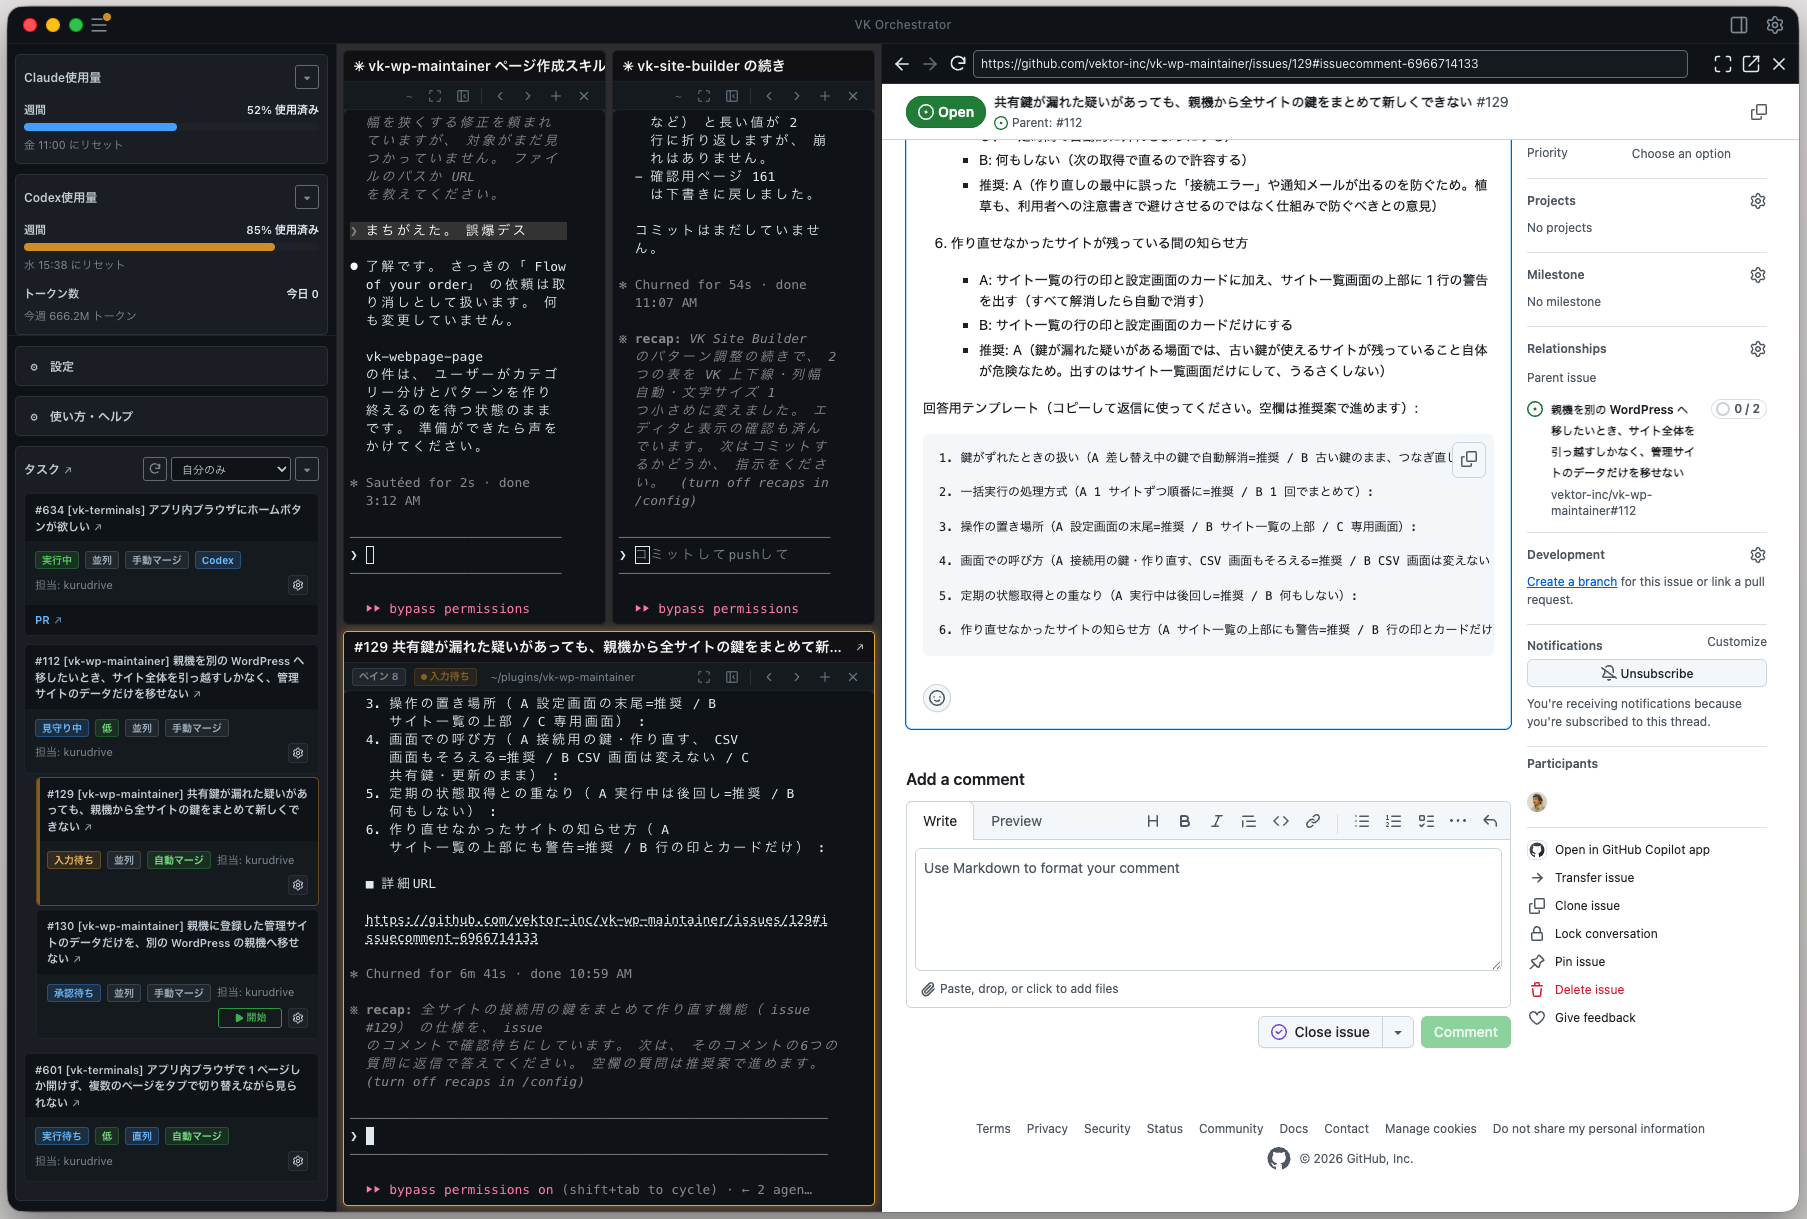 VK Orchestrator
Claude使用量
週間 52% 使用済み
金 11:00 にリセット
Codex使用量
週間 85% 使用済み
水 15:38 にリセット
トークン数 今日 0
今週 666.2M トークン
設定
使い方・ヘルプ
タスク ↗ 自分のみ
#634 [vk-terminals] アプリ内ブラウザにホームボタ
ンが欲しい ↗
実行中 並列 手動マージ Codex
担当: kurudrive
PR ↗
#112 [vk-wp-maintainer] 親機を別の WordPress へ
移したいとき、サイト全体を引っ越すしかなく、管理
サイトのデータだけを移せない ↗
見守り中 低 並列 手動マージ
担当: kurudrive
#129 [vk-wp-maintainer] 共有鍵が漏れた疑いがあ
っても、親機から全サイトの鍵をまとめて新しくで
きない ↗
入力待ち 並列 自動マージ 担当: kurudrive
#130 [vk-wp-maintainer] 親機に登録した管理サイ
トのデータだけを、別の WordPress の親機へ移せ
ない ↗
承認待ち 並列 手動マージ 担当: kurudrive
▶ 開始
#601 [vk-terminals] アプリ内ブラウザで 1 ページし
か開けず、複数のページをタブで切り替えながら見ら
れない ↗
実行待ち 低 直列 自動マージ
担当: kurudrive
✳ vk-wp-maintainer ページ作成スキル
~
幅を狭くする修正を頼まれ
ていますが、 対象がまだ見
つかっていません。 ファイ
ルのパスか URL
を教えてください。
❯ まちがえた。 誤爆デス
● 了解です。 さっきの「 Flow
of your order」 の依頼は取
り消しとして扱います。 何
も変更していません。
vk-webpage-page
の件は、 ユーザーがカテゴ
リー分けとパターンを作り
終えるのを待つ状態のまま
です。 準備ができたら声を
かけてください。
✻ Sautéed for 2s · done
3:12 AM
❯
⏵⏵ bypass permissions
✳ vk-site-builder の続き
~
など） と長い値が 2
行に折り返しますが、 崩
れはありません。
– 確認用ページ 161
は下書きに戻しました。
コミットはまだしていませ
ん。
✻ Churned for 54s · done
11:07 AM
※ recap: VK Site Builder
のパターン調整の続きで、 2
つの表を VK 上下線・列幅
自動・文字サイズ 1
つ小さめに変えました。 エ
ディタと表示の確認も済ん
でいます。 次はコミットす
るかどうか、 指示をくださ
い。 (turn off recaps in
/config)
❯ コミットしてpushして
⏵⏵ bypass permissions
#129 共有鍵が漏れた疑いがあっても、親機から全サイトの鍵をまとめて新... ↗
ペイン 8 ●入力待ち ~/plugins/vk-wp-maintainer
3. 操作の置き場所（ A 設定画面の末尾=推奨 / B
サイト一覧の上部 / C 専用画面） :
4. 画面での呼び方（ A 接続用の鍵・作り直す、 CSV
画面もそろえる=推奨 / B CSV 画面は変えない / C
共有鍵・更新のまま） :
5. 定期の状態取得との重なり（ A 実行中は後回し=推奨 / B
何もしない） :
6. 作り直せなかったサイトの知らせ方（ A
サイト一覧の上部にも警告=推奨 / B 行の印とカードだけ） :
■ 詳細URL
https://github.com/vektor-inc/vk-wp-maintainer/issues/129#i
ssuecomment-6966714133
✻ Churned for 6m 41s · done 10:59 AM
※ recap: 全サイトの接続用の鍵をまとめて作り直す機能（ issue
#129） の仕様を、 issue
のコメントで確認待ちにしています。 次は、 そのコメントの6つの
質問に返信で答えてください。 空欄の質問は推奨案で進めます。
(turn off recaps in /config)
❯
⏵⏵ bypass permissions on (shift+tab to cycle) · ← 2 agen…
https://github.com/vektor-inc/vk-wp-maintainer/issues/129#issuecomment-6966714133
Open
共有鍵が漏れた疑いがあっても、親機から全サイトの鍵をまとめて新しくできない #129
Parent: #112
B: 何もしない（次の取得で直るので許容する）
推奨: A（作り直しの最中に誤った「接続エラー」や通知メールが出るのを防ぐため。植
草も、利用者への注意書きで避けさせるのではなく仕組みで防ぐべきとの意見）
6. 作り直せなかったサイトが残っている間の知らせ方
A: サイト一覧の行の印と設定画面のカードに加え、サイト一覧画面の上部に 1 行の警告
を出す（すべて解消したら自動で消す）
B: サイト一覧の行の印と設定画面のカードだけにする
推奨: A（鍵が漏れた疑いがある場面では、古い鍵が使えるサイトが残っていること自体
が危険なため。出すのはサイト一覧画面だけにして、うるさくしない）
回答用テンプレート（コピーして返信に使ってください。空欄は推奨案で進めます）:
1. 鍵がずれたときの扱い（A 差し替え中の鍵で自動解消=推奨 / B 古い鍵のまま、つなぎ直し
2. 一括実行の処理方式（A 1 サイトずつ順番に=推奨 / B 1 回でまとめて）:
3. 操作の置き場所（A 設定画面の末尾=推奨 / B サイト一覧の上部 / C 専用画面）:
4. 画面での呼び方（A 接続用の鍵・作り直す、CSV 画面もそろえる=推奨 / B CSV 画面は変えない
5. 定期の状態取得との重なり（A 実行中は後回し=推奨 / B 何もしない）:
6. 作り直せなかったサイトの知らせ方（A サイト一覧の上部にも警告=推奨 / B 行の印とカードだけ
Add a comment
Write Preview
Use Markdown to format your comment
Paste, drop, or click to add files
Close issue Comment
Priority Choose an option
Projects
No projects
Milestone
No milestone
Relationships
Parent issue
親機を別の WordPress へ 0 / 2
移したいとき、サイト全体を
引っ越すしかなく、管理サイ
トのデータだけを移せない
vektor-inc/vk-wp-
maintainer#112
Development
Create a branch for this issue or link a pull
request.
Notifications Customize
Unsubscribe
You're receiving notifications because
you're subscribed to this thread.
Participants
Open in GitHub Copilot app
Transfer issue
Clone issue
Lock conversation
Pin issue
Delete issue
Give feedback
Terms Privacy Security Status Community Docs Contact Manage cookies Do not share my personal information
© 2026 GitHub, Inc.